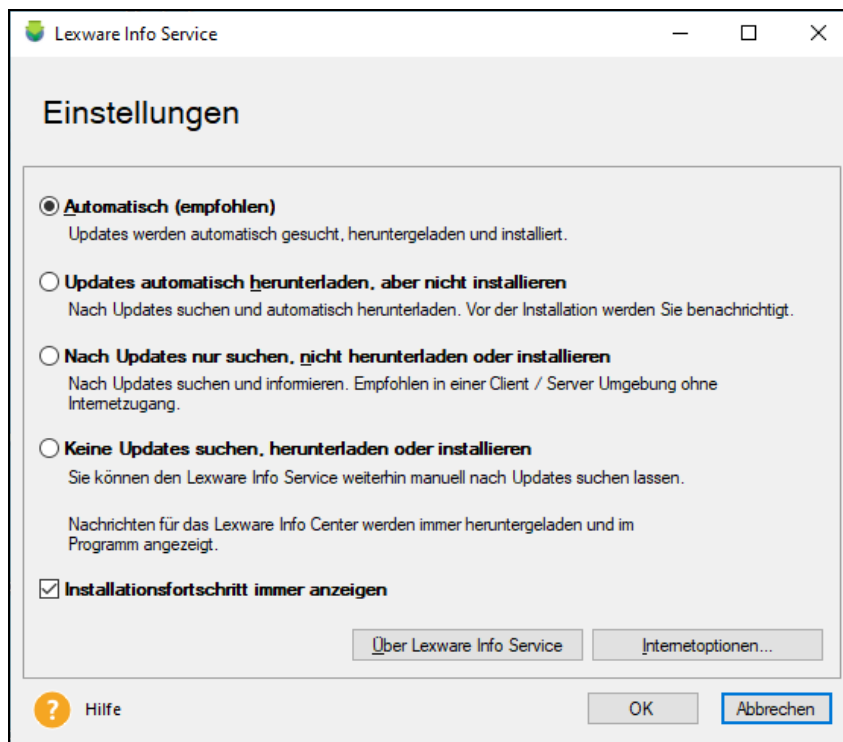 Lexware Info Service
Einstellungen
Automatisch (empfohlen)
Updates werden automatisch gesucht, heruntergeladen und installiert.
Updates automatisch herunterladen, aber nicht installieren
Nach Updates suchen und automatisch herunterladen. Vor der Installation werden Sie benachrichtigt.
Nach Updates nur suchen, nicht herunterladen oder installieren
Nach Updates suchen und informieren. Empfohlen in einer Client / Server Umgebung ohne
Internetzugang.
Keine Updates suchen, herunterladen oder installieren
Sie können den Lexware Info Service weiterhin manuell nach Updates suchen lassen.
Nachrichten für das Lexware Info Center werden immer heruntergeladen und im
Programm angezeigt.
Installationsfortschritt immer anzeigen
Über Lexware Info Service
Internetoptionen...
? Hilfe
OK
Abbrechen